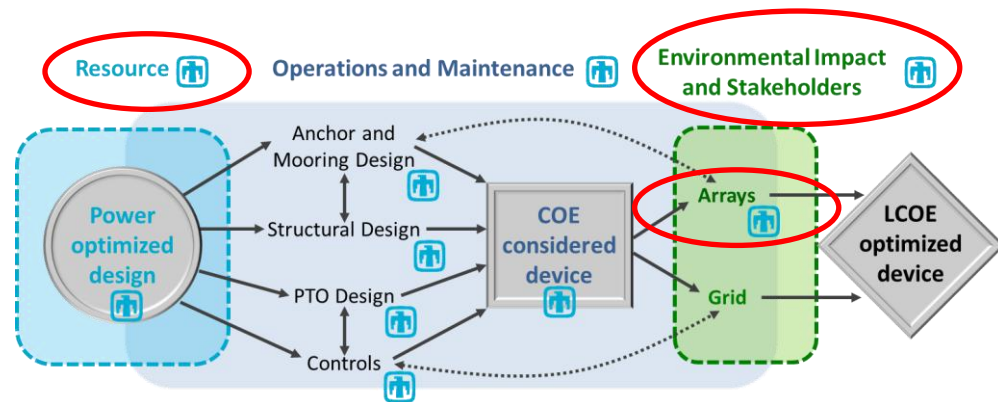 Resource
Operations and Maintenance
Environmental Impact
and Stakeholders
Anchor and
Mooring Design
Power
optimized
design
Structural Design
PTO Design
Controls
COE
considered
device
Arrays
Grid
LCOE
optimized
device